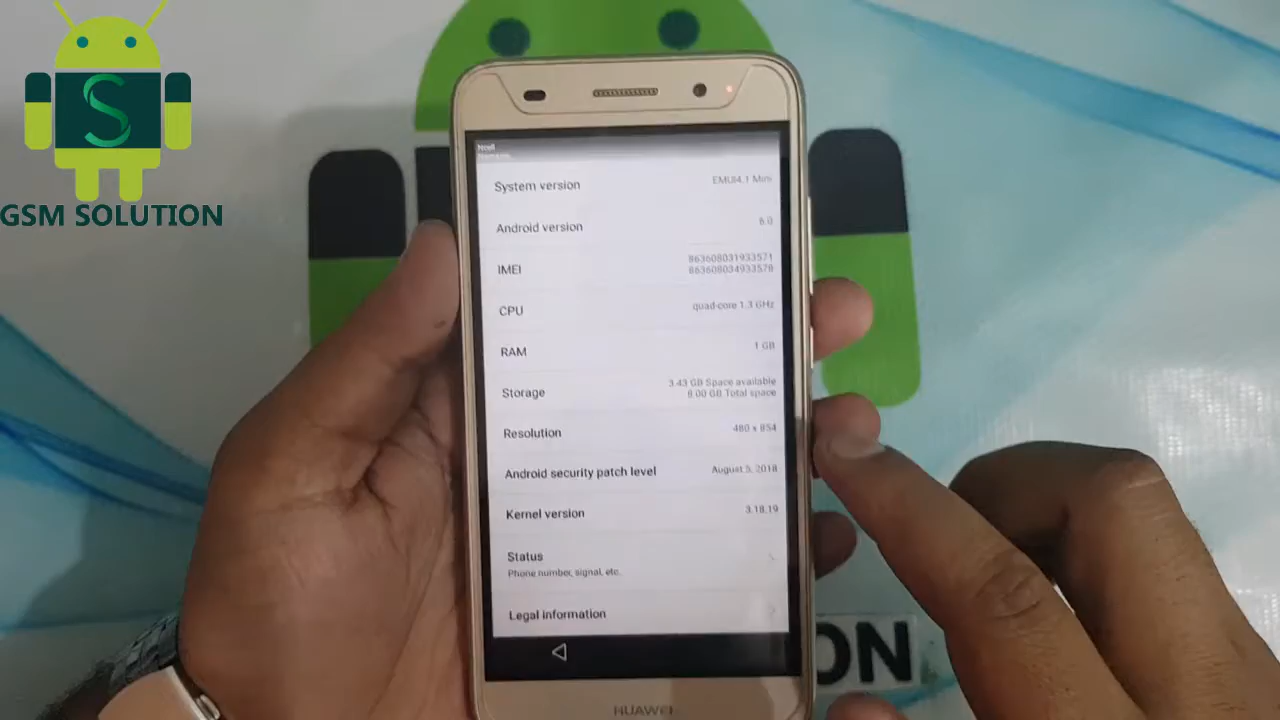 S
GSM SOLUTION
Ncell
System version EMUI4.1 Mini
Android version 6.0
IMEI 863608031933571
863608034933578
CPU quad-core 1.3 GHz
RAM 1 GB
Storage 3.43 GB Space available
8.00 GB Total space
Resolution 480 x 854
Android security patch level August 5, 2018
Kernel version 3.18.19
Status
Phone number, signal, etc.
Legal information
HUAWEI
ON